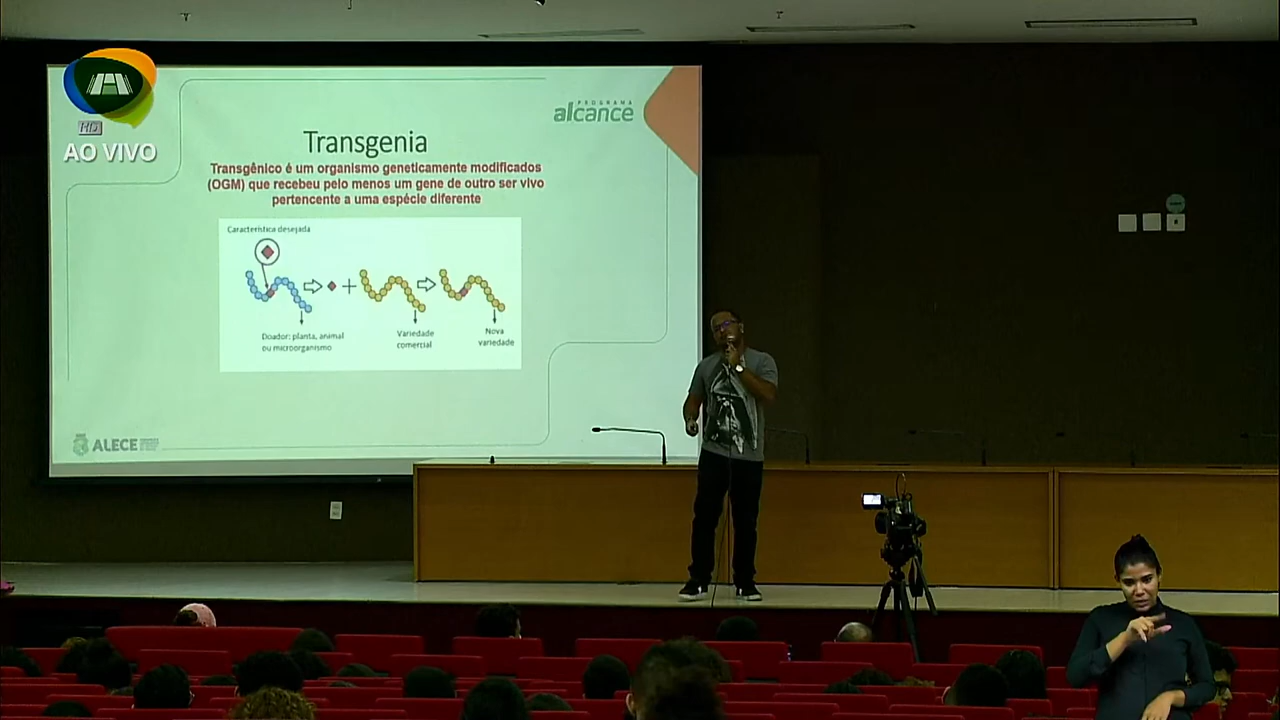 HD
AO VIVO
PROGRAMA
alcance
Transgenia
Transgênico é um organismo geneticamente modificados
(OGM) que recebeu pelo menos um gene de outro ser vivo
pertencente a uma espécie diferente
Característica desejada
Doador: planta, animal
ou microorganismo
Variedade
comercial
Nova
variedade
ALECE